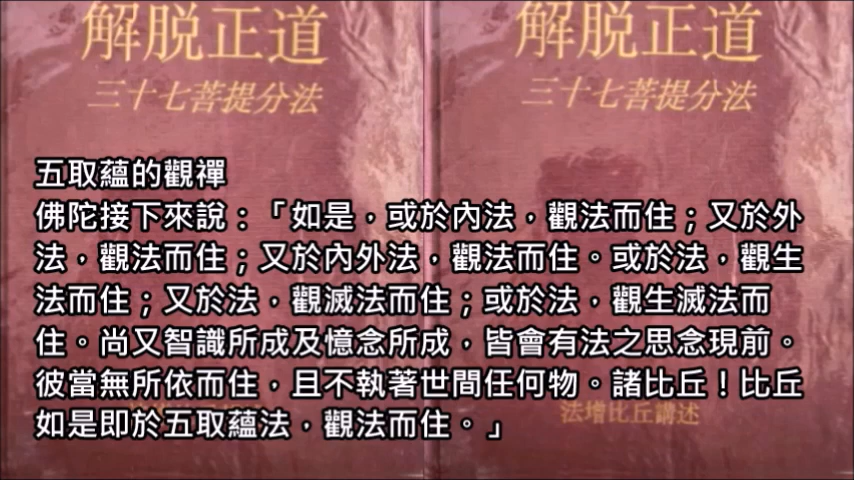 解脱正道
三十七菩提分法
解脱正道
三十七菩提分法
五取蘊的觀禪
佛陀接下來說：「如是，或於內法，觀法而住；又於外
法，觀法而住；又於內外法，觀法而住。或於法，觀生
法而住；又於法，觀滅法而住；或於法，觀生滅法而
住。尚又智識所成及憶念所成，皆會有法之思念現前。
彼當無所依而住，且不執著世間任何物。諸比丘！比丘
如是即於五取蘊法，觀法而住。」
法增比丘講述